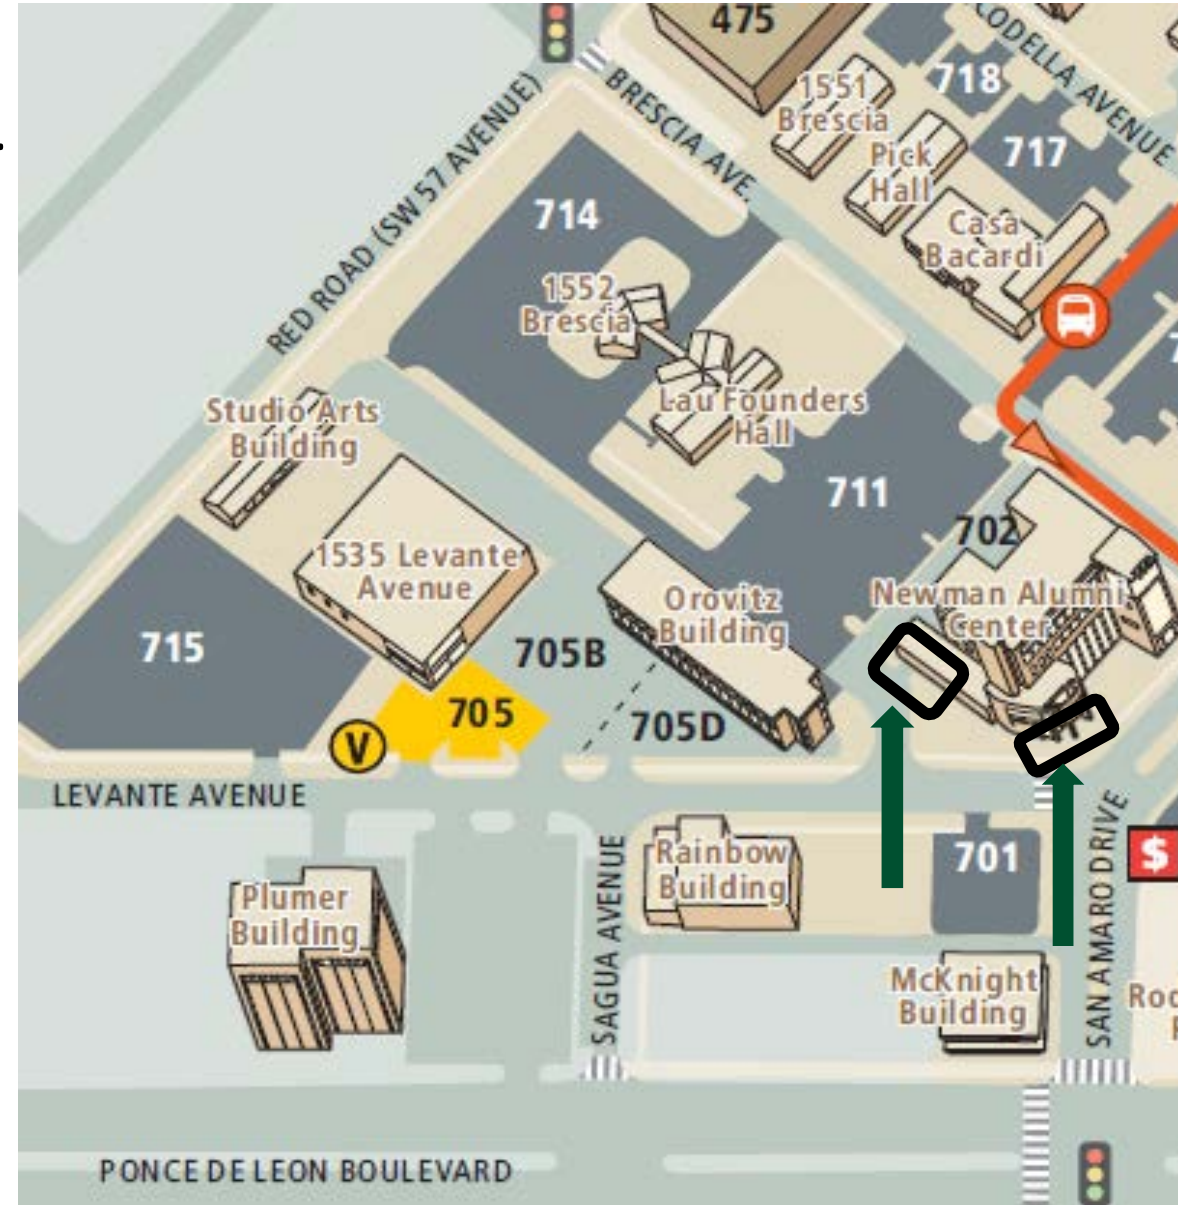 475
CODELLA AVENUE
718
1551
Brescia
BRESCIA AVE.
717
Pick
Hall
RED ROAD (SW 57 AVENUE)
714
Casa
Bacardi
1552
Brescia
Studio Arts
Building
Lau Founders
Hall
711
702
1535 Levante
Avenue
Orovitz
Building
Newman Alumni
Center
715
705B
705
705D
V
LEVANTE AVENUE
SAGUA AVENUE
Rainbow
Building
701
SAN AMARO DRIVE
$
Plumer
Building
McKnight
Building
PONCE DE LEON BOULEVARD